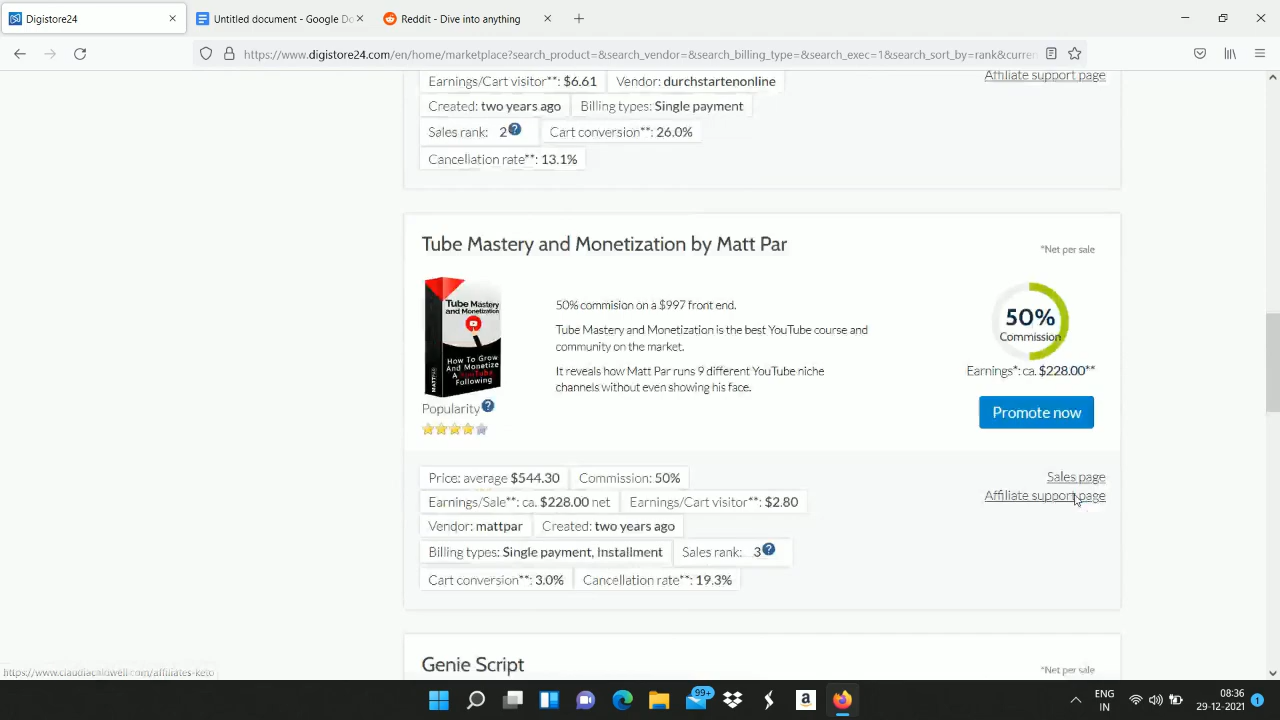 Digistore24
Untitled document - Google Do
Reddit - Dive into anything
https://www.digistore24.com/en/home/marketplace?search_product=&search_vendor=&search_billing_type=&search_exec=1&search_sort_by=rank&curren
Earnings/Cart visitor**: $6.61
Vendor: durchstartenonline
Affiliate support page
Created: two years ago
Billing types: Single payment
Sales rank: 2
Cart conversion**: 26.0%
Cancellation rate**: 13.1%
Tube Mastery and Monetization by Matt Par
*Net per sale
Tube Mastery
and Monetization
How To Grow
And Monetize
A YouTube
Following
MATT PAR
50% commision on a $997 front end.
Tube Mastery and Monetization is the best YouTube course and
community on the market.
It reveals how Matt Par runs 9 different YouTube niche
channels without even showing his face.
50%
Commission
Earnings*: ca. $228.00**
Promote now
Popularity
Price: average $544.30
Commission: 50%
Sales page
Affiliate support page
Earnings/Sale**: ca. $228.00 net
Earnings/Cart visitor**: $2.80
Vendor: mattpar
Created: two years ago
Billing types: Single payment, Installment
Sales rank: 3
Cart conversion**: 3.0%
Cancellation rate**: 19.3%
Genie Script
*Net per sale
https://www.claudiacaldwell.com/affiliates-keto
99+
ENG
IN
08:36
29-12-2021
1